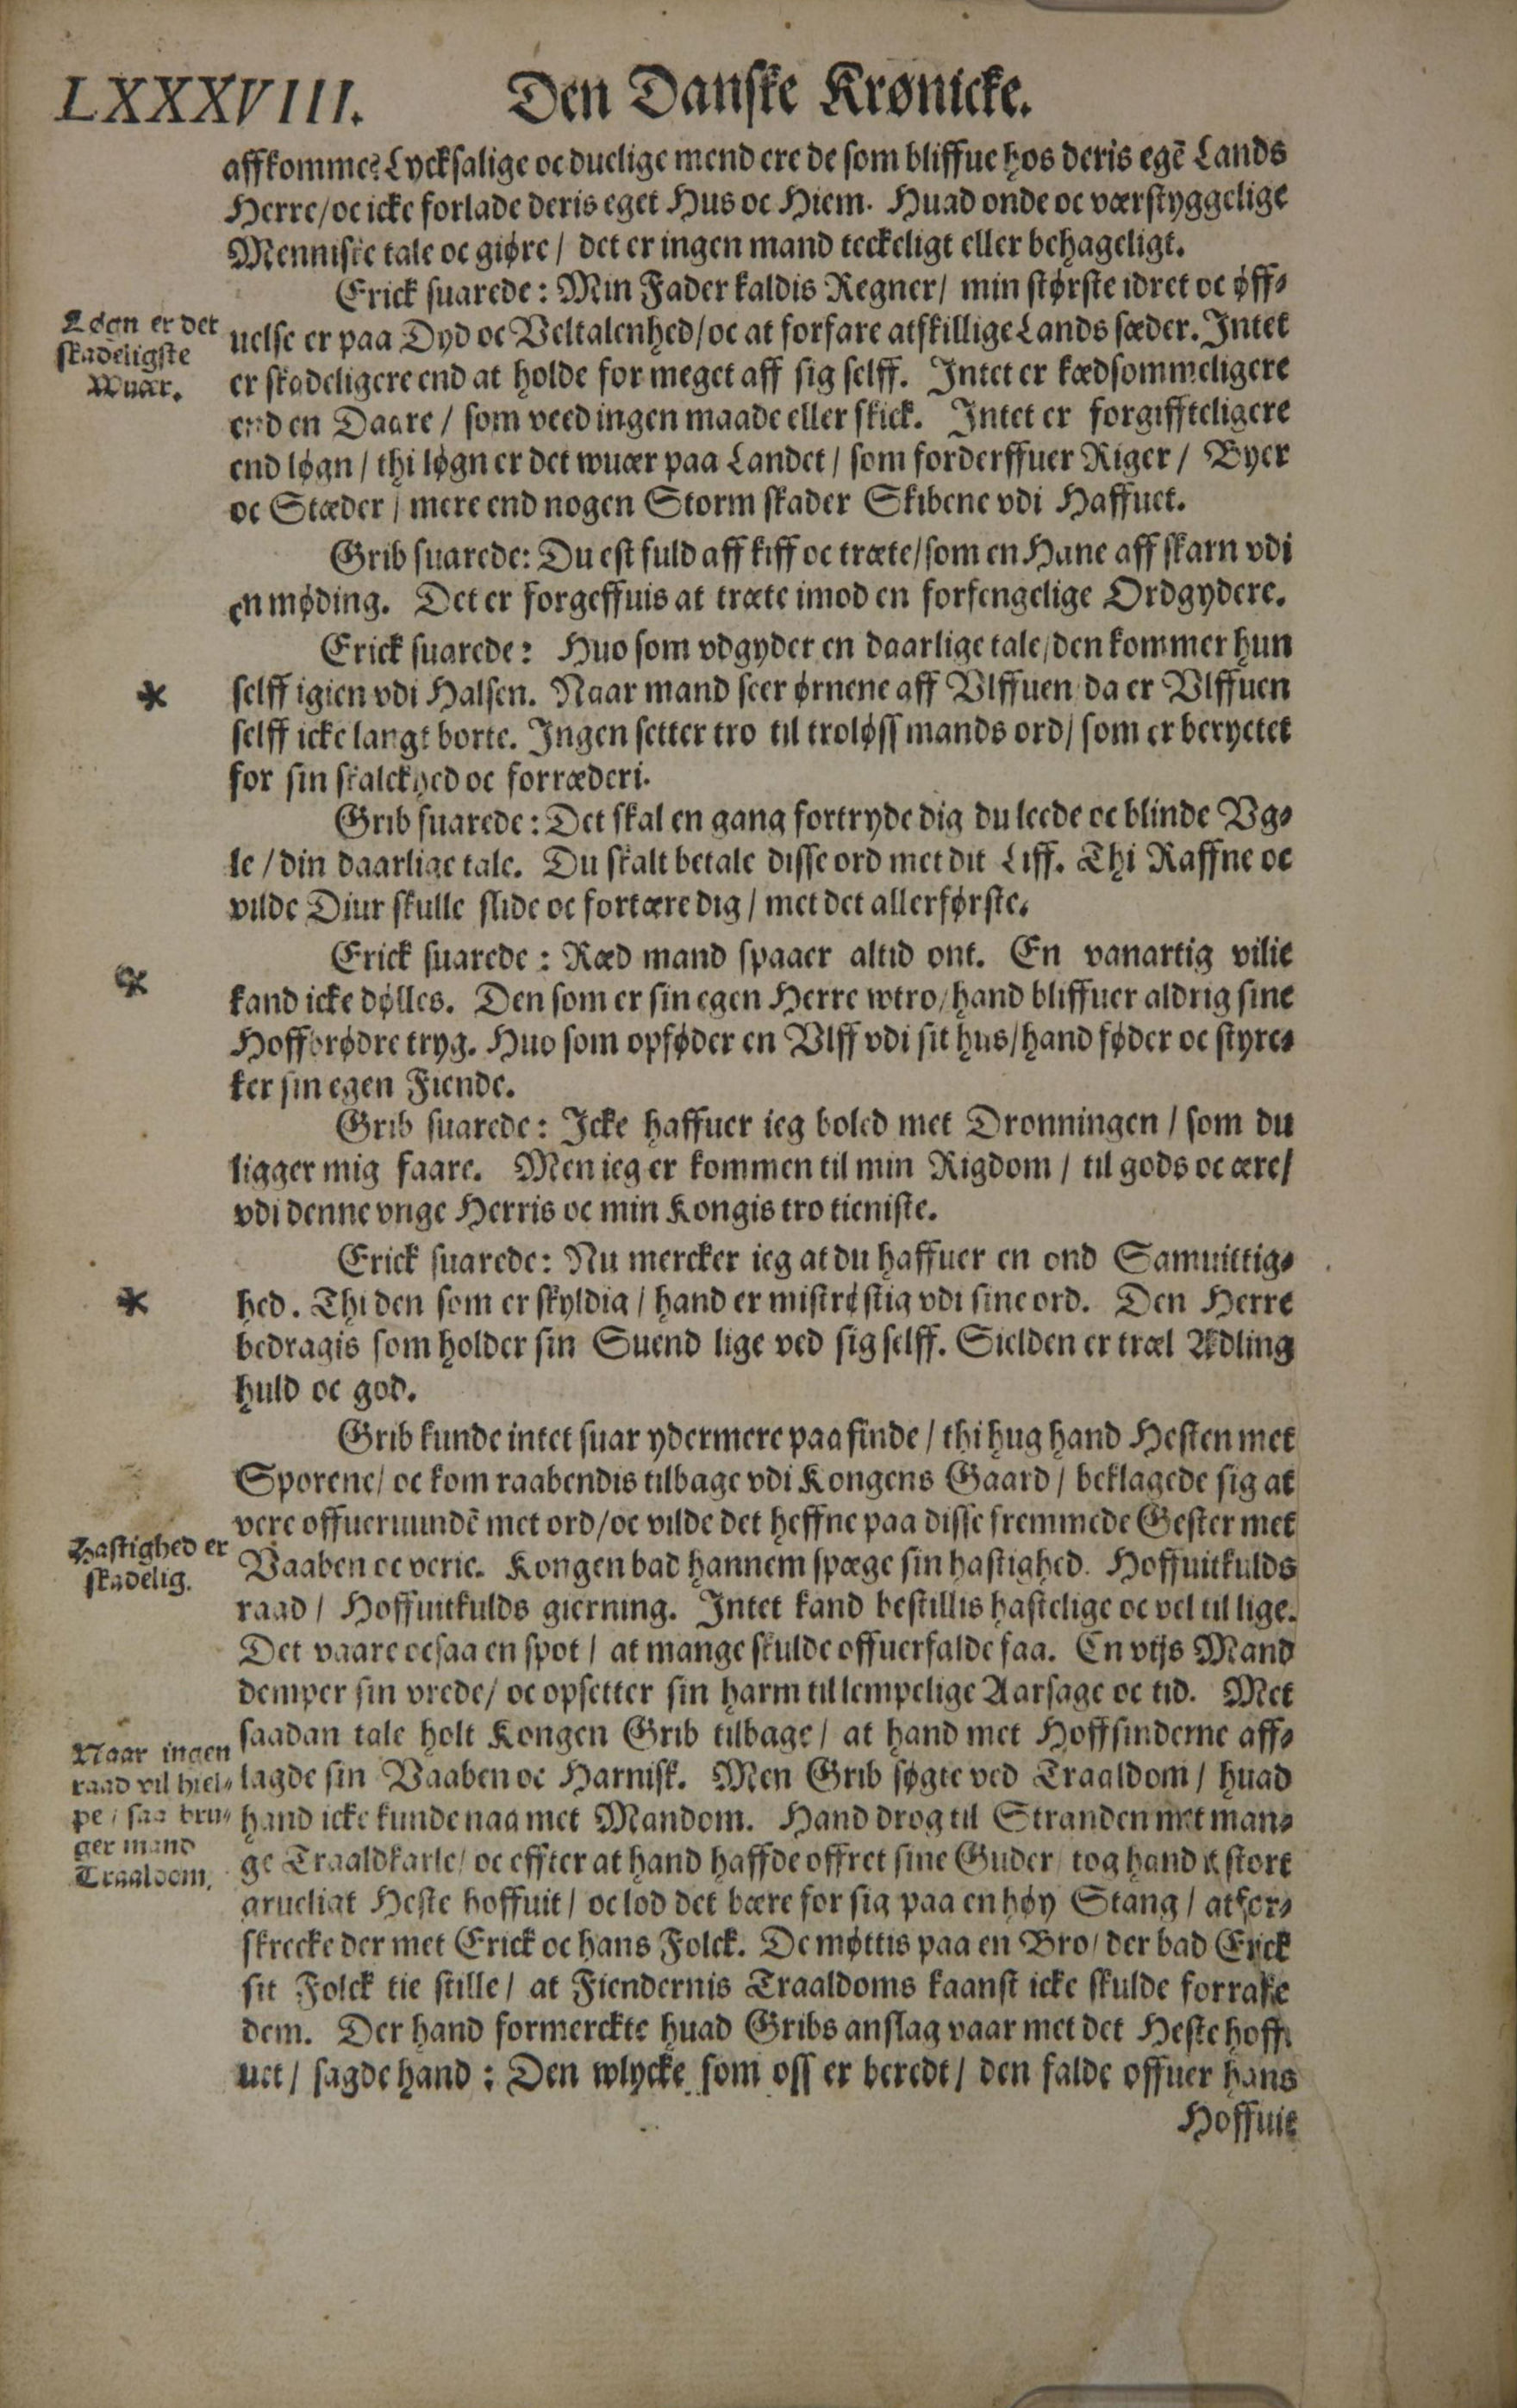 LXXXVIII. Den Danske Krønicke.
affkomme? Lycksalige oc duelige mend ere de som bliffue hos deris egẽ Lands
Herre/ oc icke forlade deris eget Hus oc Hiem. Huad onde oc værstyggelige
Menniske tale oc giøre / det er ingen mand teckeligt eller behageligt.
Erick suarede: Min Fader kaldis Regner/ min største idret oc øff⸗
Løgn er det
skadeligste
Wuær.
uelse er paa Dyd oc Veltalenhed/ oc at forfare atskillige Lands sæder. Intet
er skadeligere end at holde for meget aff sig selff. Intet er kædsommeligere
end en Daare / som veed ingen maade eller skick. Intet er forgiffteligere
end løgn / thi løgn er det wuær paa Landet / som forderffuer Riger / Byer
oc Stæder / mere end nogen Storm skader Skibene vdi Haffuet.
Grib suarede: Du est fuld aff kiff oc træte/ som en Hane aff skarn vdi
en møding. Det er forgeffuis at træte imod en forfengelige Ordgydere.
Erick suarede: Huo som vdgyder en daarlige tale/ den kommer hun
* selff igien vdi Halsen. Naar mand seer ørnene aff Vlffuen da er Vlffuen
selff icke langt borte. Ingen setter tro til troløss mands ord/ som er beryctet
for sin skalckhed oc forræderi.
Grib suarede: Det skal en gang fortryde dig du leede oc blinde Vg⸗
le / din daarlige tale. Du skalt betale disse ord met dit Liff. Thi Raffne oc
vilde Diur skulle slide oc fortære dig / met det allerførste.
Erick suarede: Ræd mand spaaer altid ont. En vanartig vilie
* kand icke dølles. Den som er sin egen Herre wtro/ hand bliffuer aldrig sine
Hoffbrødre tryg. Huo som opføder en Vlff vdi sit hus/ hand føder oc styre⸗
ker sin egen Fiende.
Grib suarede: Icke haffuer ieg boled met Dronningen / som du
ligger mig faare. Men ieg er kommen til min Rigdom / til gods oc ære/
vdi denne vnge Herris oc min Kongis tro tieniste.
Erick suarede: Nu mercker ieg at du haffuer en ond Samuittig⸗
* hed. Thi den som er skyldig / hand er mistrøstig vdi sine ord. Den Herre
bedragis som holder sin Suend lige ved sig selff. Sielden er træl Adling
huld oc god.
Grib kunde intet suar ydermere paa finde / thi hug hand Hesten met
Sporene/ oc kom raabendis tilbage vdi Kongens Gaard / beklagede sig at
vere offueruundẽ met ord/ oc vilde det heffne paa disse fremmede Gester met
Hastighed er
skadelig.
Vaaben oc verie. Kongen bad hannem spæge sin hastighed. Hoffuitkulds
raad / Hoffuitkulds gierning. Intet kand bestillis hastelige oc vel til lige.
Det vaare ocsaa en spot / at mange skulde offuerfalde faa. En vijs Mand
demper sin vrede/ oc opsetter sin harm til lempelige Aarsage oc tid. Met
saadan tale holt Kongen Grib tilbage / at hand met Hoffsinderne aff⸗
Naar ingen
raad vil hiel⸗
pe / saa bru⸗
ger mand
Traaldom.
lagde sin Vaaben oc Harnisk. Men Grib søgte ved Traaldom / huad
hand icke kunde naa met Mandom. Hand drog til Stranden met man⸗
ge Traaldkarle/ oc effter at hand haffde offret sine Guder tog hand it stort
grueligt Heste hoffuit / oc lod det bære for sig paa en høy Stang / at for⸗
skrecke der met Erick oc hans Folck. De møttis paa en Bro/ der bad Erick
sit Folck tie stille / at Fiendernis Traaldoms kaanst icke skulde forraske
dem. Der hand formerckte huad Gribs anslag vaar met det Heste hoff⸗
uet / sagde hand: Den wlycke som oss er beredt / den falde offuer hans
Hoffuit